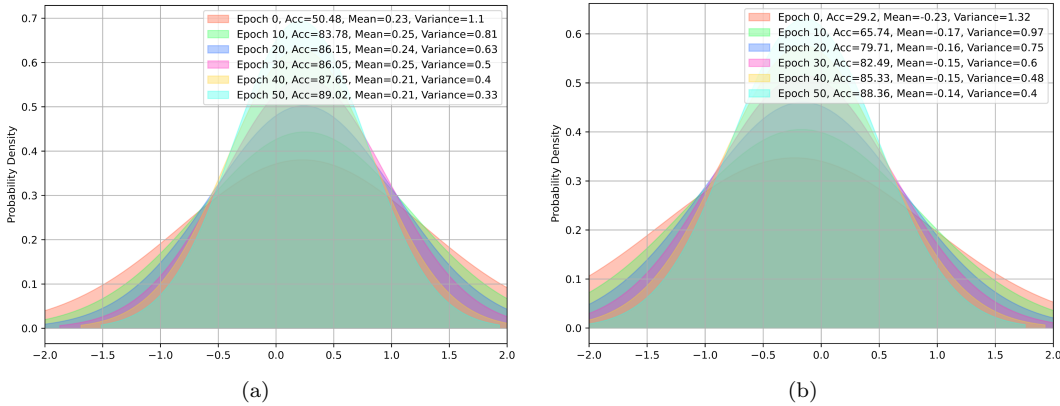 Epoch 0, Acc=50.48, Mean=0.23, Variance=1.1
Epoch 10, Acc=83.78, Mean=0.25, Variance=0.81
Epoch 20, Acc=86.15, Mean=0.24, Variance=0.63
Epoch 30, Acc=86.05, Mean=0.25, Variance=0.5
Epoch 40, Acc=87.65, Mean=0.21, Variance=0.4
Epoch 50, Acc=89.02, Mean=0.21, Variance=0.33
Probability Density
0.7
0.6
0.5
0.4
0.3
0.2
0.1
0.0
−2.0 −1.5 −1.0 −0.5 0.0 0.5 1.0 1.5 2.0
(a)
Epoch 0, Acc=29.2, Mean=-0.23, Variance=1.32
Epoch 10, Acc=65.74, Mean=-0.17, Variance=0.97
Epoch 20, Acc=79.71, Mean=-0.16, Variance=0.75
Epoch 30, Acc=82.49, Mean=-0.15, Variance=0.6
Epoch 40, Acc=85.33, Mean=-0.15, Variance=0.48
Epoch 50, Acc=88.36, Mean=-0.14, Variance=0.4
Probability Density
0.6
0.5
0.4
0.3
0.2
0.1
0.0
−2.0 −1.5 −1.0 −0.5 0.0 0.5 1.0 1.5 2.0
(b)